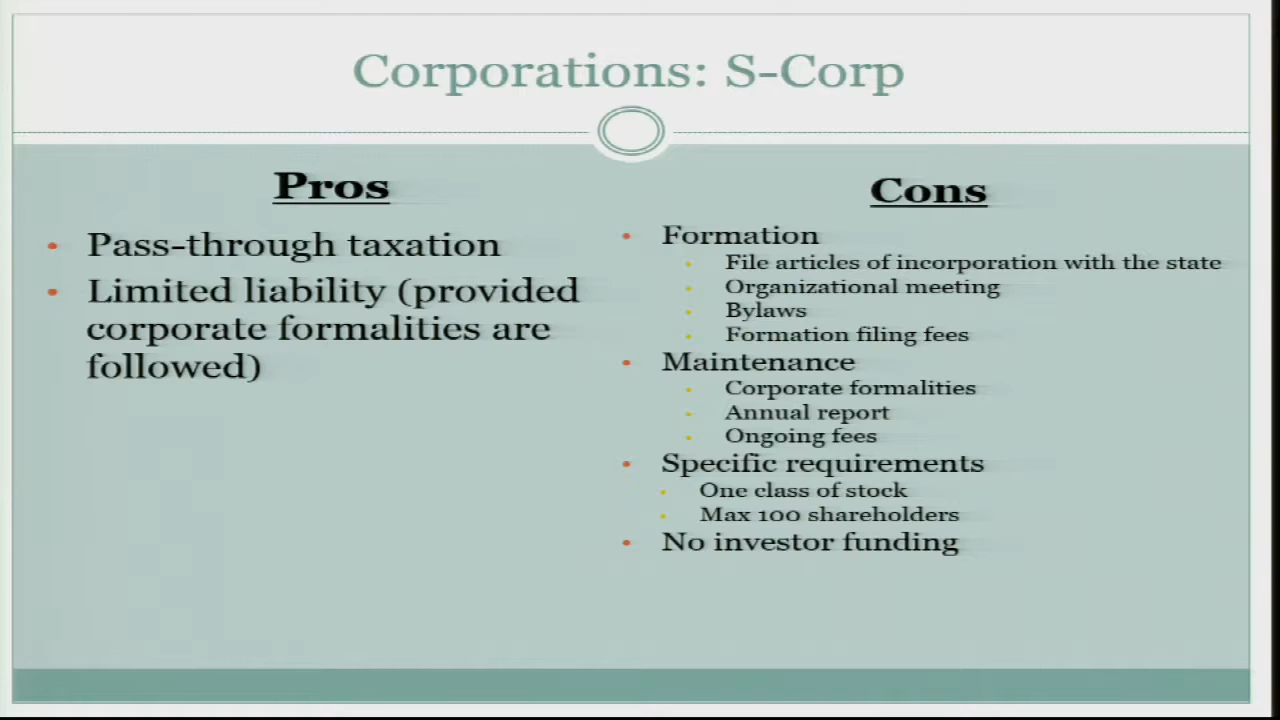 Corporations: S-Corp
Pros
• Pass-through taxation
• Limited liability (provided
corporate formalities are
followed)
Cons
• Formation
• File articles of incorporation with the state
• Organizational meeting
• Bylaws
• Formation filing fees
• Maintenance
• Corporate formalities
• Annual report
• Ongoing fees
• Specific requirements
• One class of stock
• Max 100 shareholders
• No investor funding